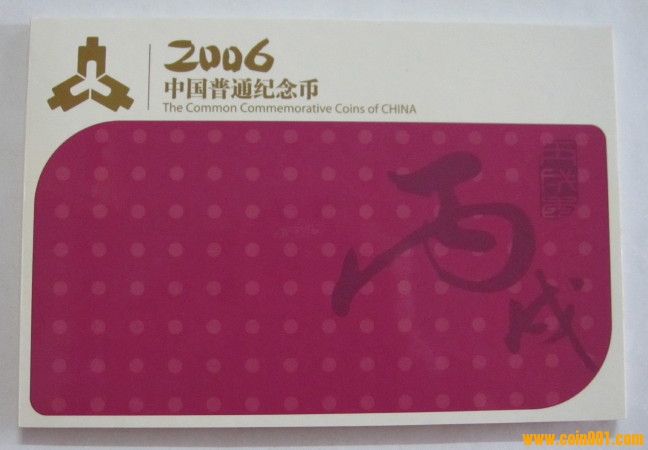 2006
中国普通纪念币
The Common Commemorative Coins of CHINA
丙戌
www.coin001.com